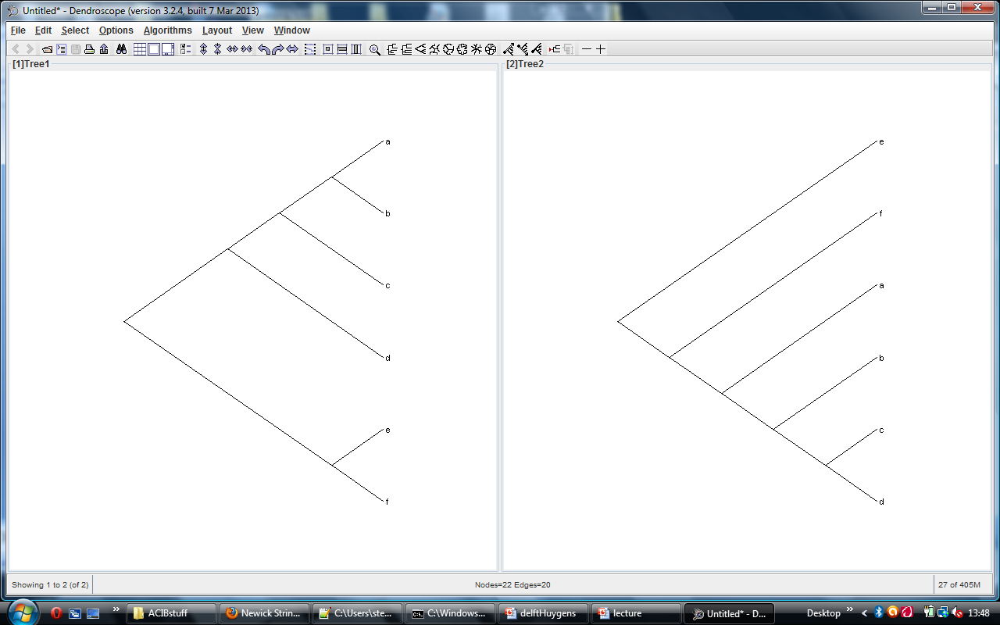 Untitled* - Dendroscope (version 3.2.4, built 7 Mar 2013)
File Edit Select Options Algorithms Layout View Window
[1]Tree1
a
b
c
d
e
f
[2]Tree2
e
f
a
b
c
d
Showing 1 to 2 (of 2) Nodes=22 Edges=20 27 of 405M
ACIBstuff Newick Strin... C:\Users\ste... C:\Windows... delftHuygens lecture Untitled* - D... Desktop 13:48